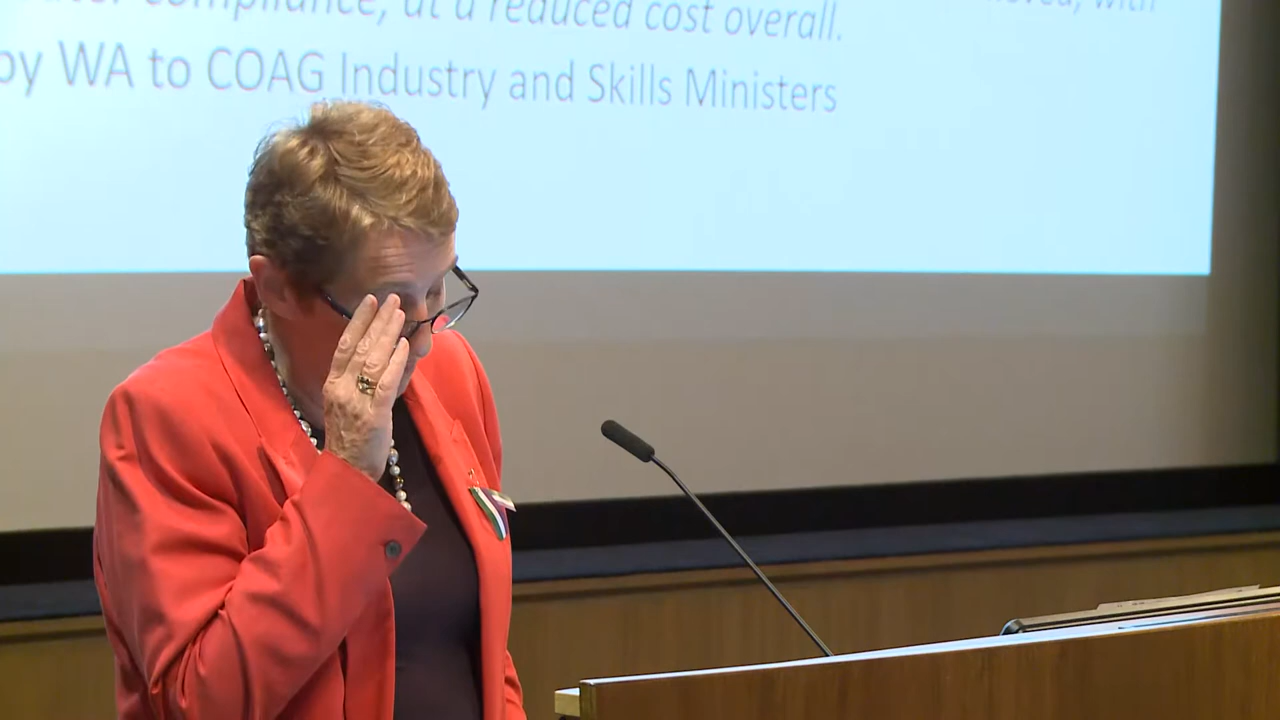 compliance, at a reduced cost overall.
by WA to COAG Industry and Skills Ministers